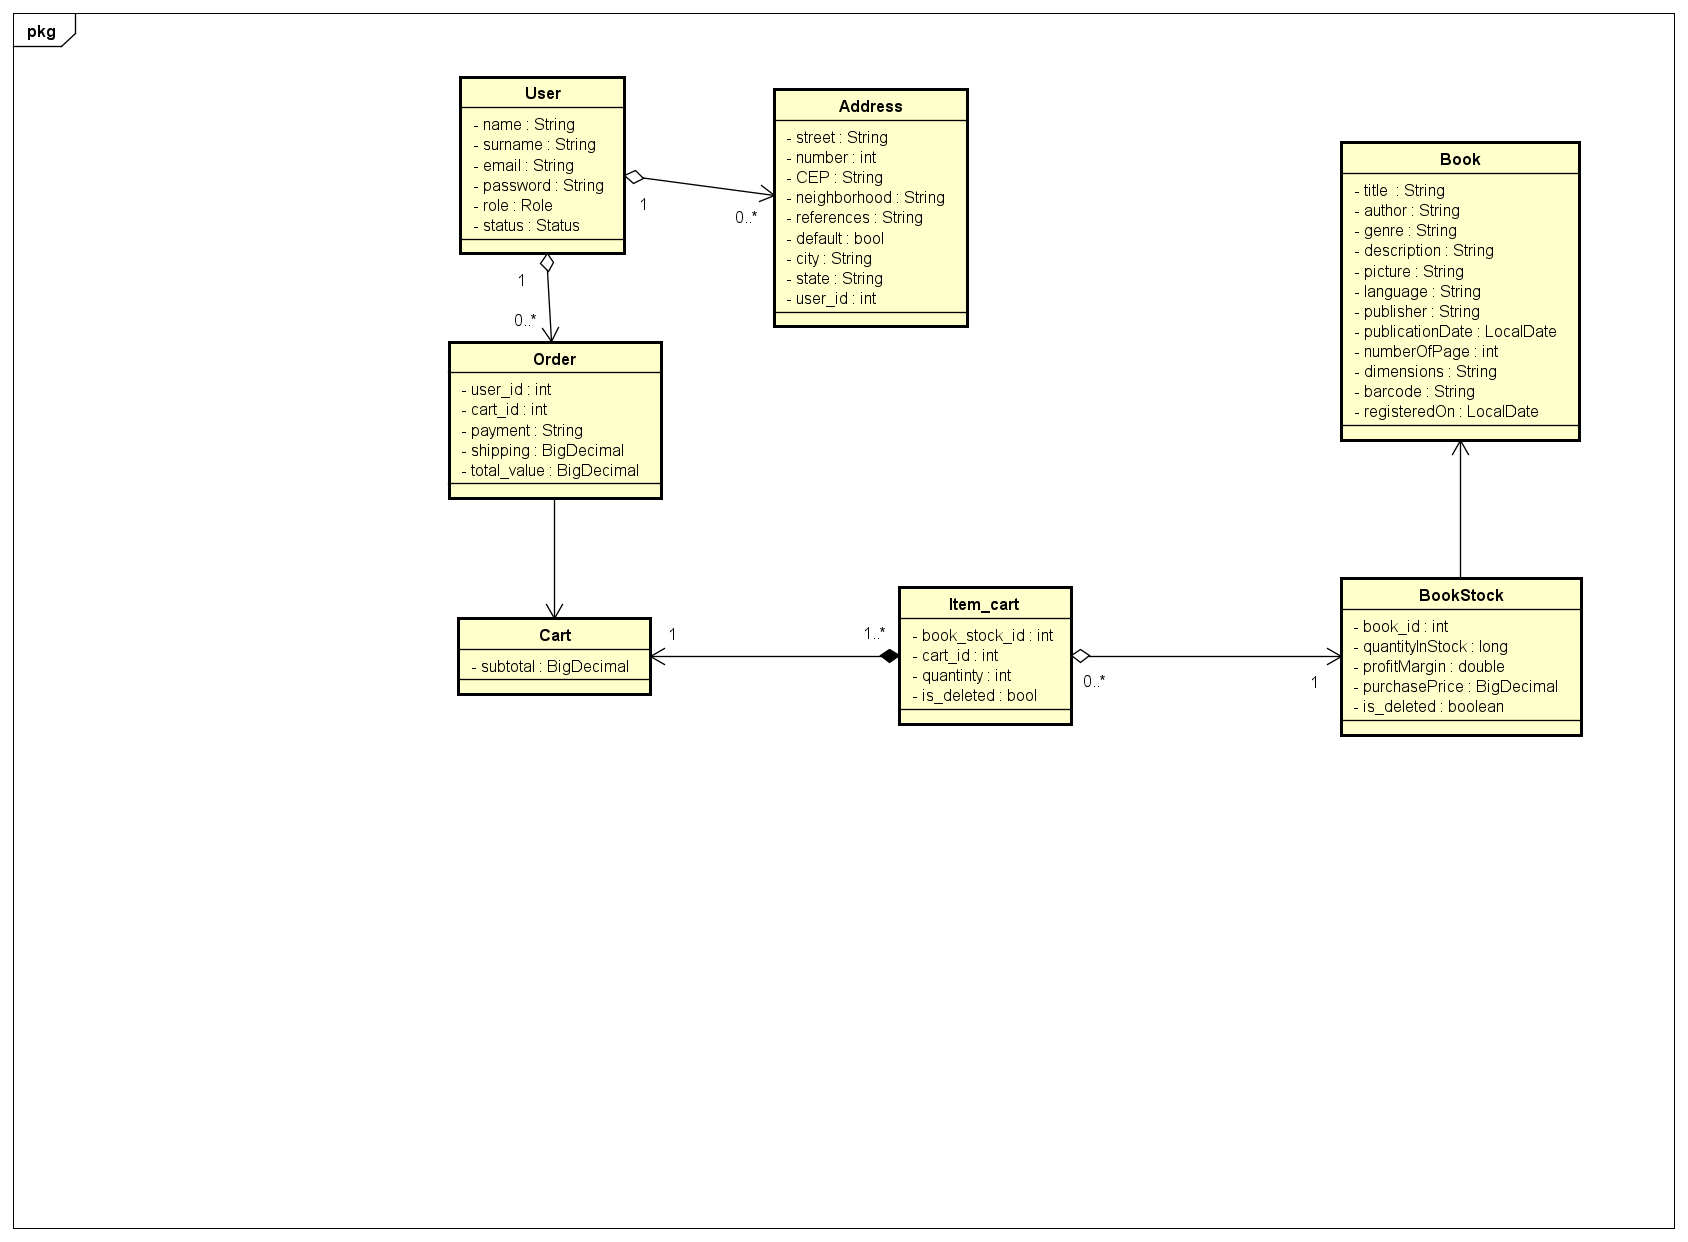 pkg
User
- name : String
- surname : String
- email : String
- password : String
- role : Role
- status : Status
1
0..*
Address
- street : String
- number : int
- CEP : String
- neighborhood : String
- references : String
- default : bool
- city : String
- state : String
- user_id : int
1
0..*
Order
- user_id : int
- cart_id : int
- payment : String
- shipping : BigDecimal
- total_value : BigDecimal
Book
- title  : String
- author : String
- genre : String
- description : String
- picture : String
- language : String
- publisher : String
- publicationDate : LocalDate
- numberOfPage : int
- dimensions : String
- barcode : String
- registeredOn : LocalDate
Cart
- subtotal : BigDecimal
1
1..*
Item_cart
- book_stock_id : int
- cart_id : int
- quantinty : int
- is_deleted : bool
0..*
1
BookStock
- book_id : int
- quantityInStock : long
- profitMargin : double
- purchasePrice : BigDecimal
- is_deleted : boolean